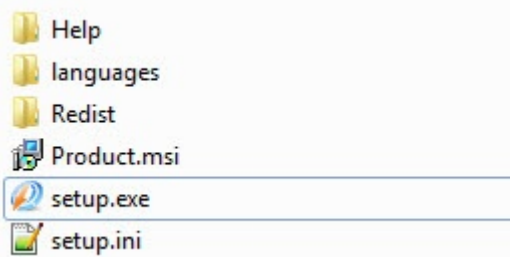 Help
languages
Redist
Product.msi
setup.exe
setup.ini